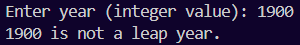 Enter year (integer value): 1900
1900 is not a leap year.